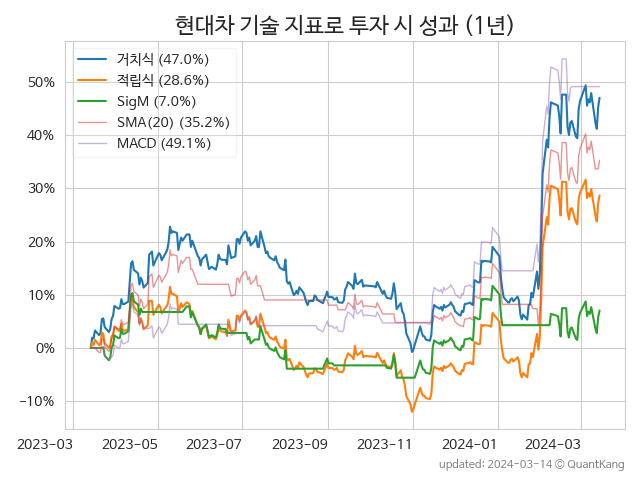 현대차 기술 지표로 투자 시 성과 (1년)
거치식 (47.0%)
적립식 (28.6%)
SigM (7.0%)
SMA(20) (35.2%)
MACD (49.1%)
50%
40%
30%
20%
10%
0%
−10%
2023-03 2023-05 2023-07 2023-09 2023-11 2024-01 2024-03
updated: 2024-03-14 © QuantKang